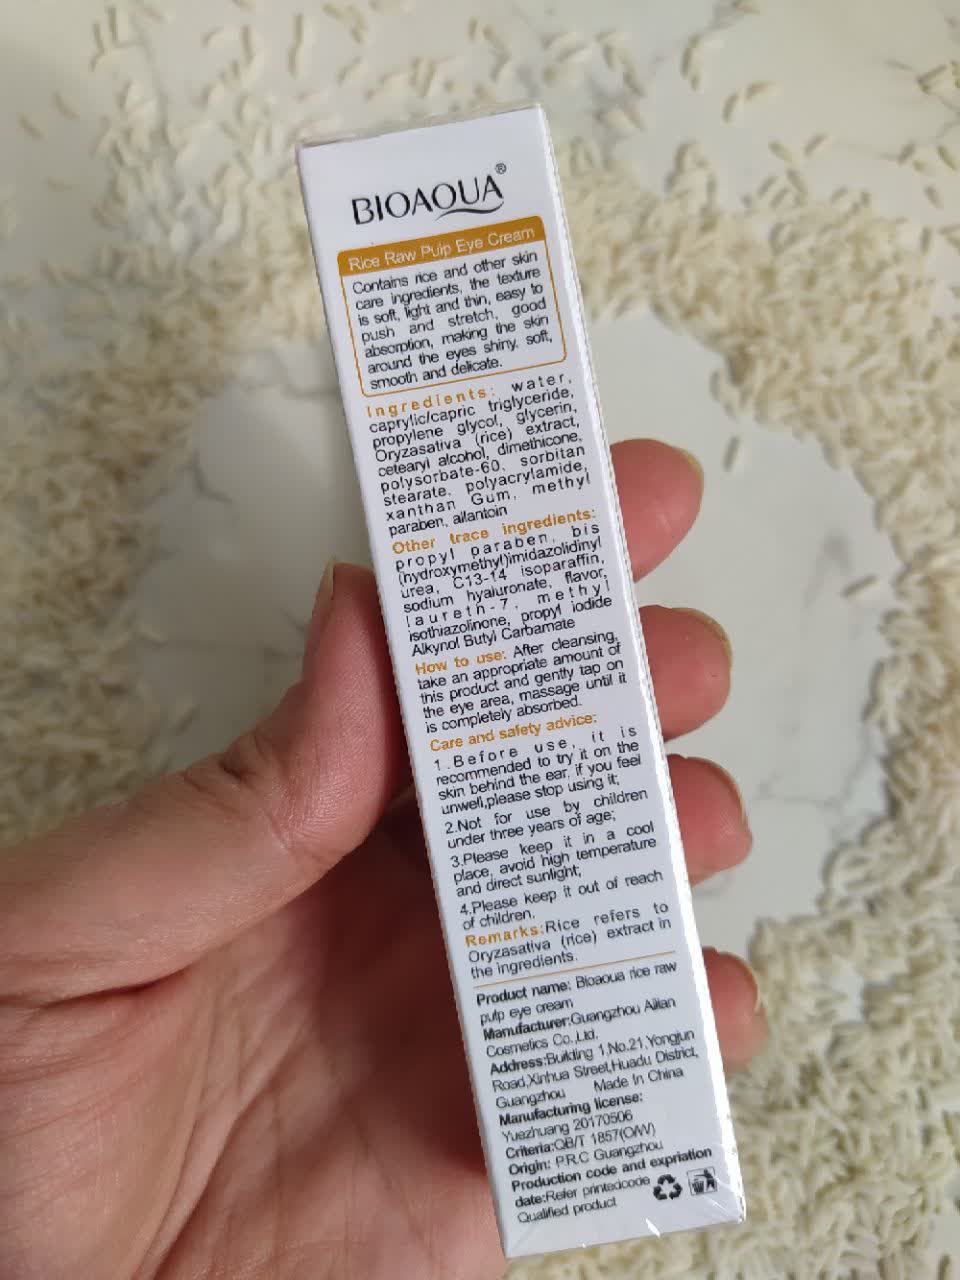 BIOAQUA®
Rice Raw Pulp Eye Cream
Contains rice and other skin
care ingredients, the texture
is soft, light and thin, easy to
push and stretch, good
absorption, making the skin
around the eyes shiny. soft,
smooth and delicate.
Ingredients: water,
caprylic/capric triglyceride,
propylene glycol, glycerin,
Oryzasativa (rice) extract,
cetearyl alcohol, dimethicone,
polysorbate-60, sorbitan
stearate, polyacrylamide,
xanthan Gum, methyl
paraben, allantoin
Other trace ingredients:
propyl paraben, bis
(hydroxymethyl)imidazolidinyl
urea, C13-14 isoparaffin,
sodium hyaluronate, flavor,
laureth-7, methyl
isothiazolinone, propyl iodide
Alkynol Butyl Carbamate
How to use: After cleansing,
take an appropriate amount of
this product and gently tap on
the eye area, massage until it
is completely absorbed.
Care and safety advice:
1.Before use, it is
recommended to try it on the
skin behind the ear, if you feel
unwell,please stop using it;
2.Not for use by children
under three years of age;
3.Please keep it in a cool
place, avoid high temperature
and direct sunlight;
4.Please keep it out of reach
of children.
Remarks:Rice refers to
Oryzasativa (rice) extract in
the ingredients.
Product name: Bioaoua rice raw
pulp eye cream
Manufacturer:Guangzhou Ailian
Cosmetics Co.,Ltd.
Address:Building 1,No.21,Yongjun
Road,Xinhua Street,Huadu District,
Guangzhou Made In China
Manufacturing license:
Yuezhuang 20170506
Criteria:QB/T 1857(O/W)
Origin: P.R.C Guangzhou
Production code and expriation
date:Refer printedcode
Qualified product